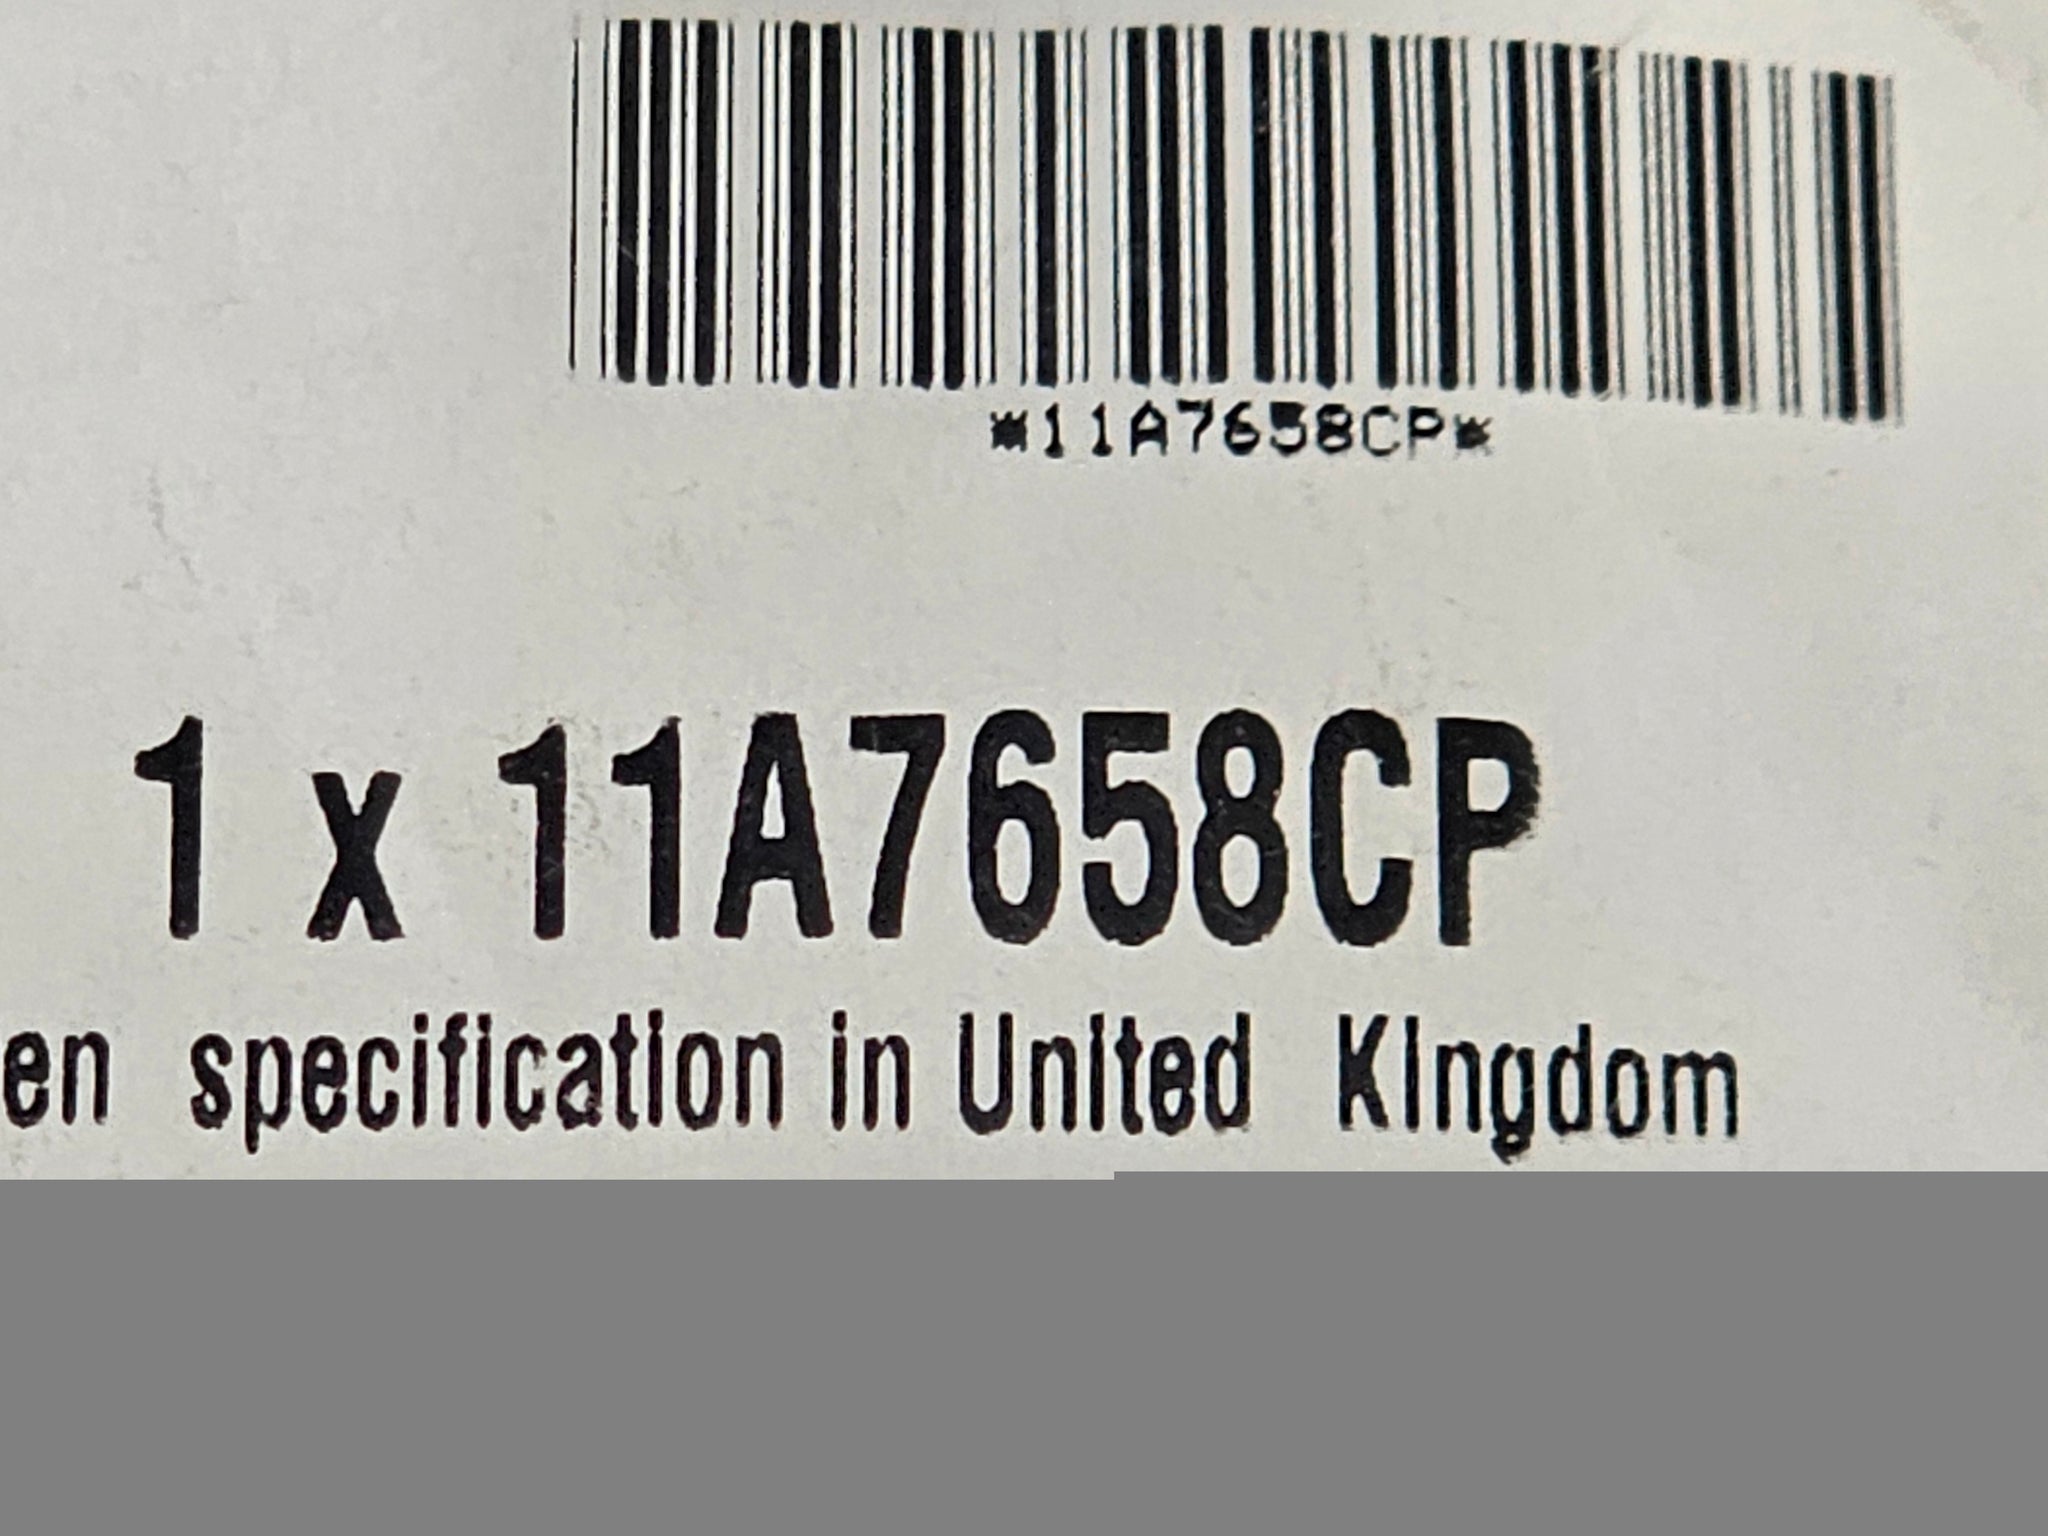 *11A7658CP*
1 x 11A7658CP
en specification in United Kingdom